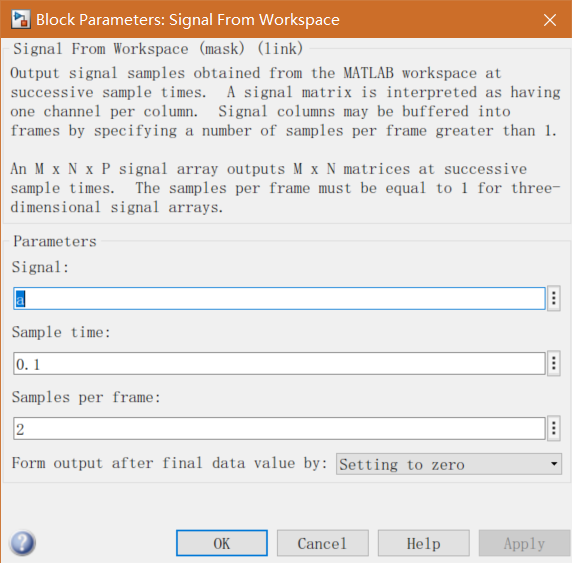 Block Parameters: Signal From Workspace
Signal From Workspace (mask) (link)
Output signal samples obtained from the MATLAB workspace at
successive sample times.  A signal matrix is interpreted as having
one channel per column.  Signal columns may be buffered into
frames by specifying a number of samples per frame greater than 1.
An M x N x P signal array outputs M x N matrices at successive
sample times.  The samples per frame must be equal to 1 for three-
dimensional signal arrays.
Parameters
Signal:
a
Sample time:
0.1
Samples per frame:
2
Form output after final data value by: Setting to zero
? OK Cancel Help Apply